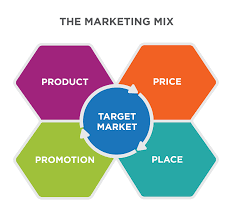 THE MARKETING MIX
PRODUCT
PRICE
TARGET
MARKET
PROMOTION
PLACE